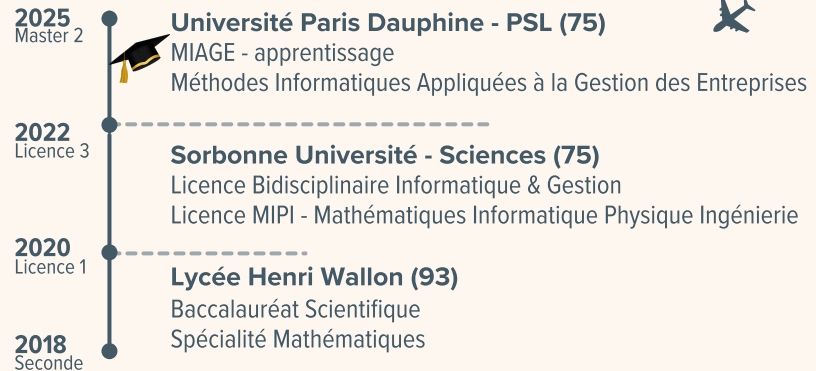 2025
Master 2
Université Paris Dauphine - PSL (75)
MIAGE - apprentissage
Méthodes Informatiques Appliquées à la Gestion des Entreprises
2022
Licence 3
Sorbonne Université - Sciences (75)
Licence Bidisciplinaire Informatique & Gestion
Licence MIPI - Mathématiques Informatique Physique Ingénierie
2020
Licence 1
Lycée Henri Wallon (93)
Baccalauréat Scientifique
Spécialité Mathématiques
2018
Seconde